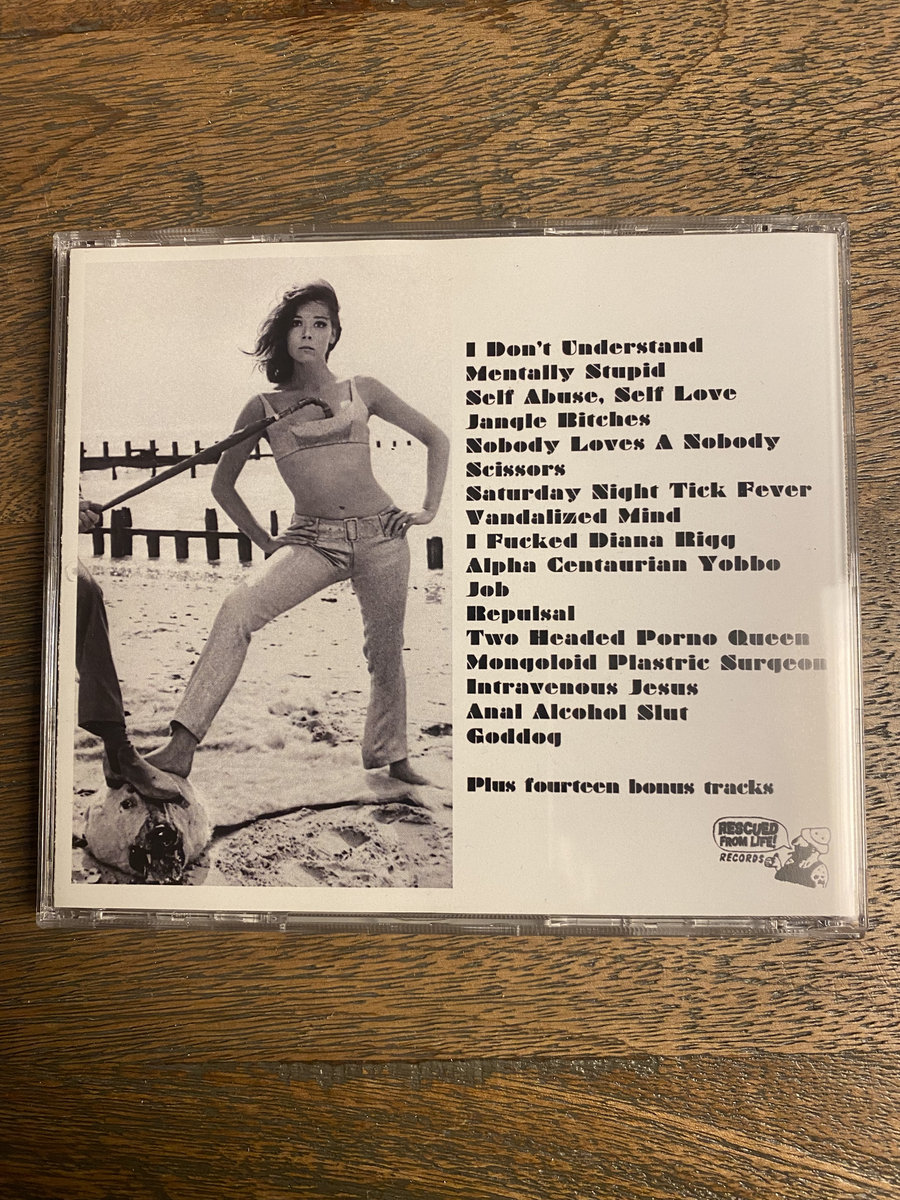 I Don't Understand
Mentally Stupid
Self Abuse, Self Love
Jangle Bitches
Nobody Loves A Nobody
Scissors
Saturday Night Tick Fever
Vandalized Mind
I Fucked Diana Rigg
Alpha Centaurian Yobbo
Job
Repulsal
Two Headed Porno Queen
Mongoloid Plastric Surgeon
Intravenous Jesus
Anal Alcohol Slut
Goddog
Plus fourteen bonus tracks
RESCUED
FROM LIFE!
RECORDS